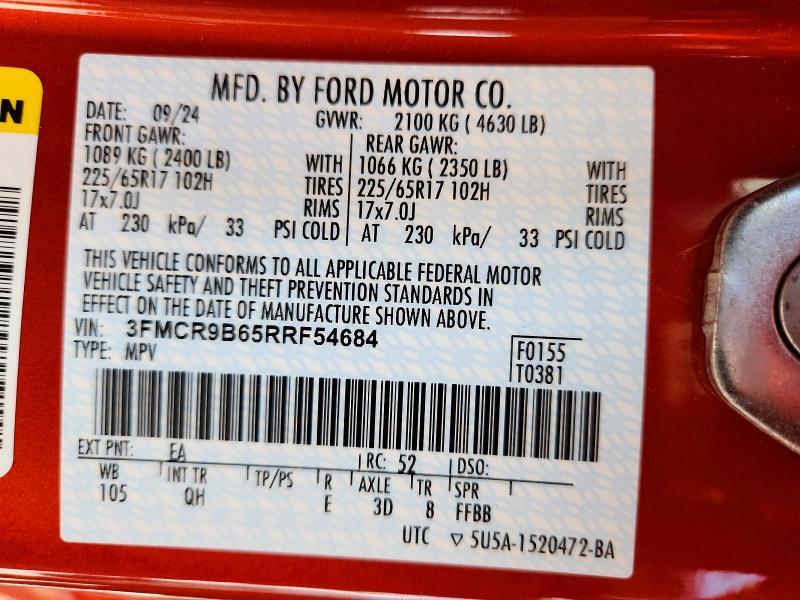 N
MFD. BY FORD MOTOR CO.
DATE: 09/24 GVWR: 2100 KG ( 4630 LB)
FRONT GAWR: REAR GAWR:
1089 KG ( 2400 LB) WITH 1066 KG ( 2350 LB) WITH
225/65R17 102H TIRES 225/65R17 102H TIRES
17x7.0J RIMS 17x7.0J RIMS
AT 230 kPa/ 33 PSI COLD AT 230 kPa/ 33 PSI COLD
THIS VEHICLE CONFORMS TO ALL APPLICABLE FEDERAL MOTOR
VEHICLE SAFETY AND THEFT PREVENTION STANDARDS IN
EFFECT ON THE DATE OF MANUFACTURE SHOWN ABOVE.
VIN: 3FMCR9B65RRF54684
TYPE: MPV
F0155
T0381
EXT PNT: EA RC: 52 DSO:
WB INT TR TP/PS R AXLE TR SPR
105 QH E 3D 8 FFBB
UTC ▽ 5U5A-1520472-BA